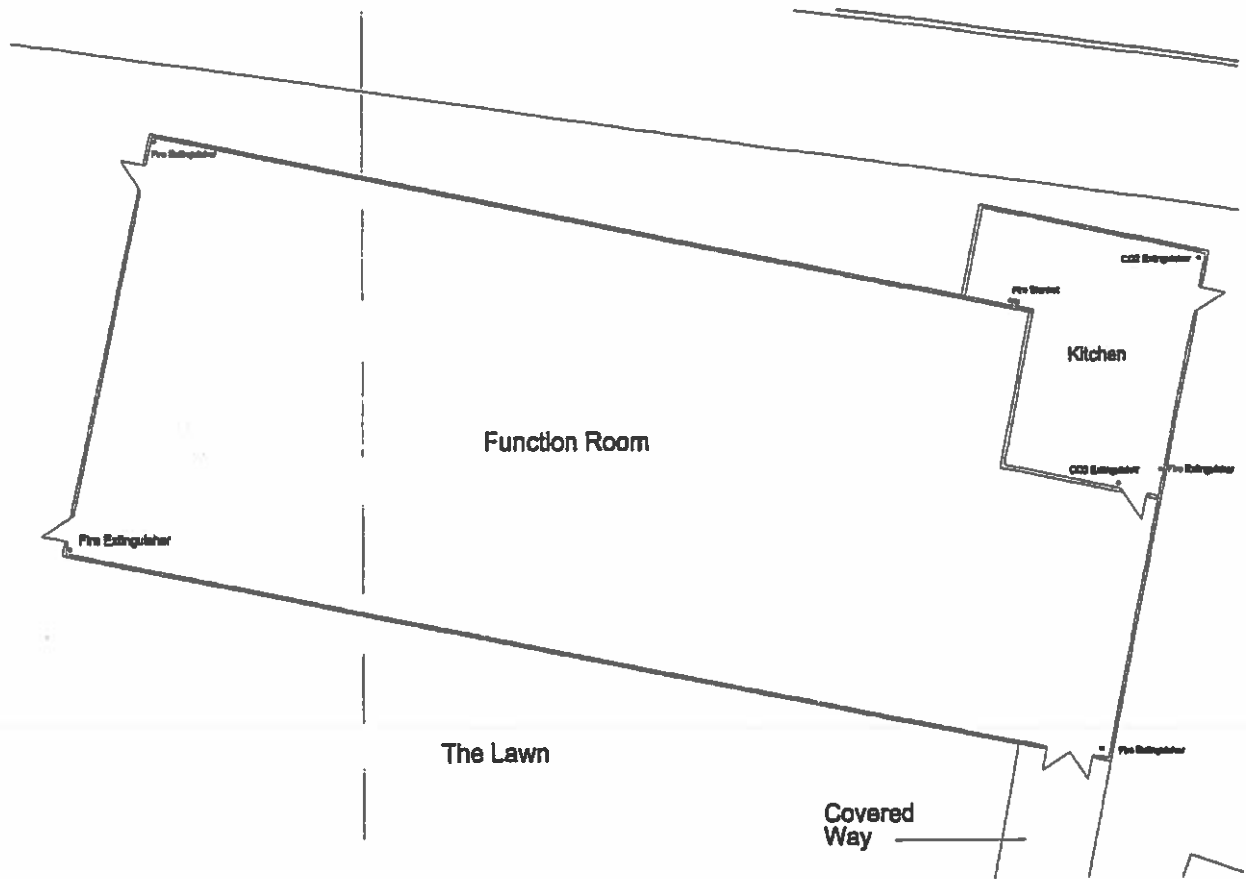 Fire Extinguisher
CO2 Extinguisher
Fire Blanket
Kitchen
Function Room
CO2 Extinguisher
Fire Extinguisher
Fire Extinguisher
The Lawn
Fire Extinguisher
Covered
Way